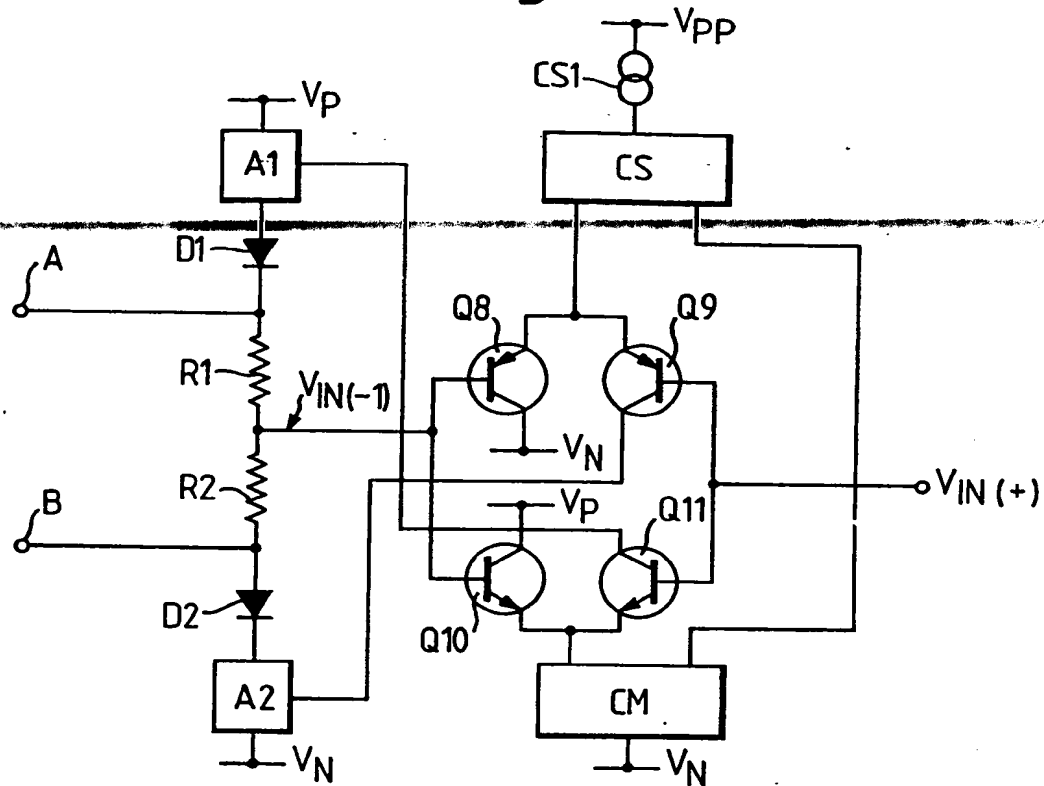 VPP
CS1
VP
A1
CS
D1
A
Q8
Q9
R1
VIN(-1)
VN
R2
VIN(+)
B
VP
Q11
D2
Q10
A2
CM
VN
VN